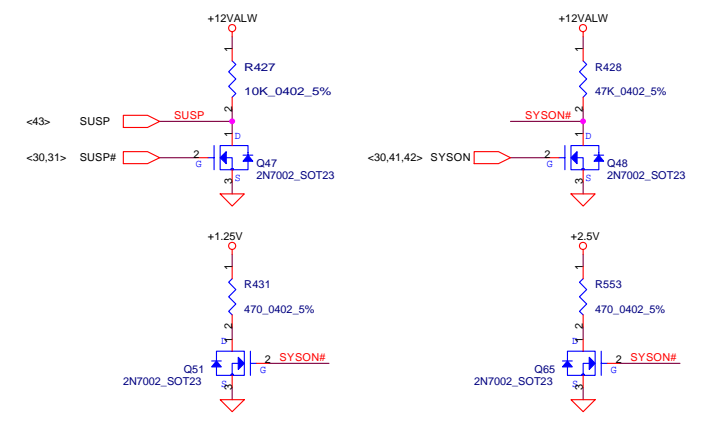 +12VALW
1
R427
10K_0402_5%
2
<43> SUSP
SUSP
1
D
<30,31> SUSP#
2
G
Q47
2N7002_SOT23
3
S
+12VALW
1
R428
47K_0402_5%
2
SYSON#
1
D
<30,41,42> SYSON
2
G
Q48
2N7002_SOT23
3
S
+1.25V
1
R431
470_0402_5%
2
1
D
Q51
2N7002_SOT23
2
G
SYSON#
3
S
+2.5V
1
R553
470_0402_5%
2
1
D
Q65
2N7002_SOT23
2
G
SYSON#
3
S